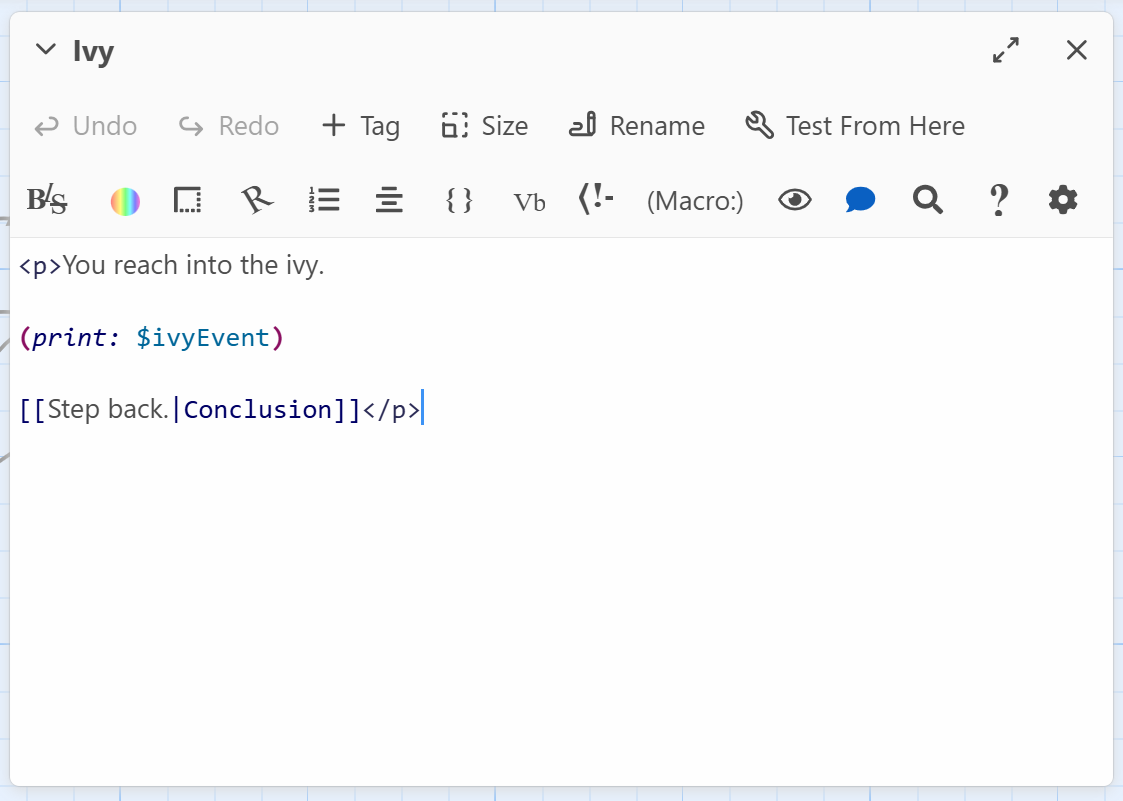 Ivy
Undo Redo + Tag Size Rename Test From Here
BIS { } Vb (Macro:) ?
<p>You reach into the ivy.
(print: $ivyEvent)
[[Step back.|Conclusion]]</p>